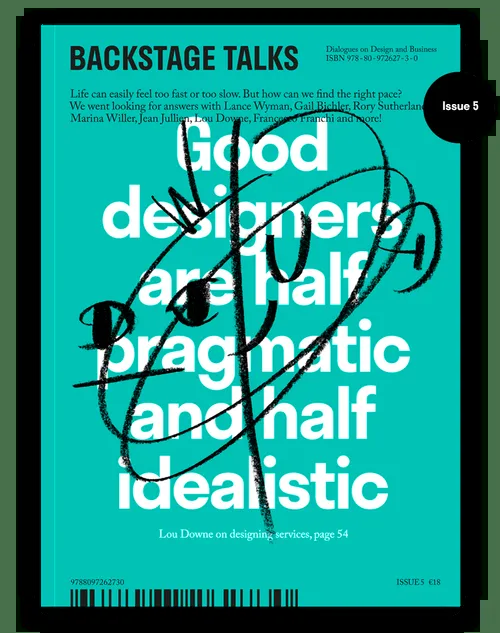 BACKSTAGE TALKS
Dialogues on Design and Business
ISBN 978-80-972627-3-0
Life can easily feel too fast or too slow. But how can we find the right pace?
We went looking for answers with Lance Wyman, Gail Bichler, Rory Sutherland,
Marina Willer, Jean Jullien, Lou Downe, Francesco Franchi and more!
Issue 5
Good
designers
are half
pragmatic
and half
idealistic
Lou Downe on designing services, page 54
9788097262730
ISSUE 5 €18